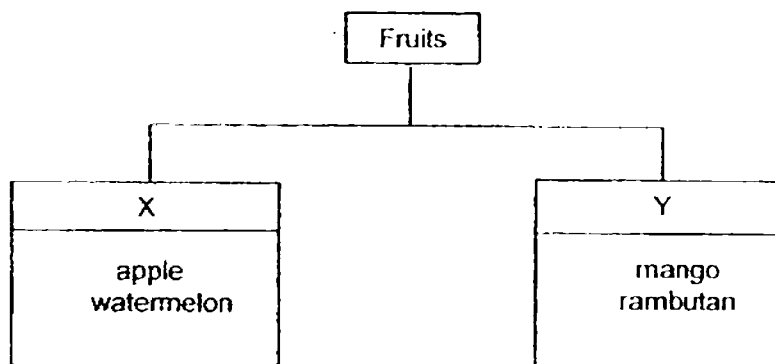 Fruits
X
Y
apple
watermelon
mango
rambutan